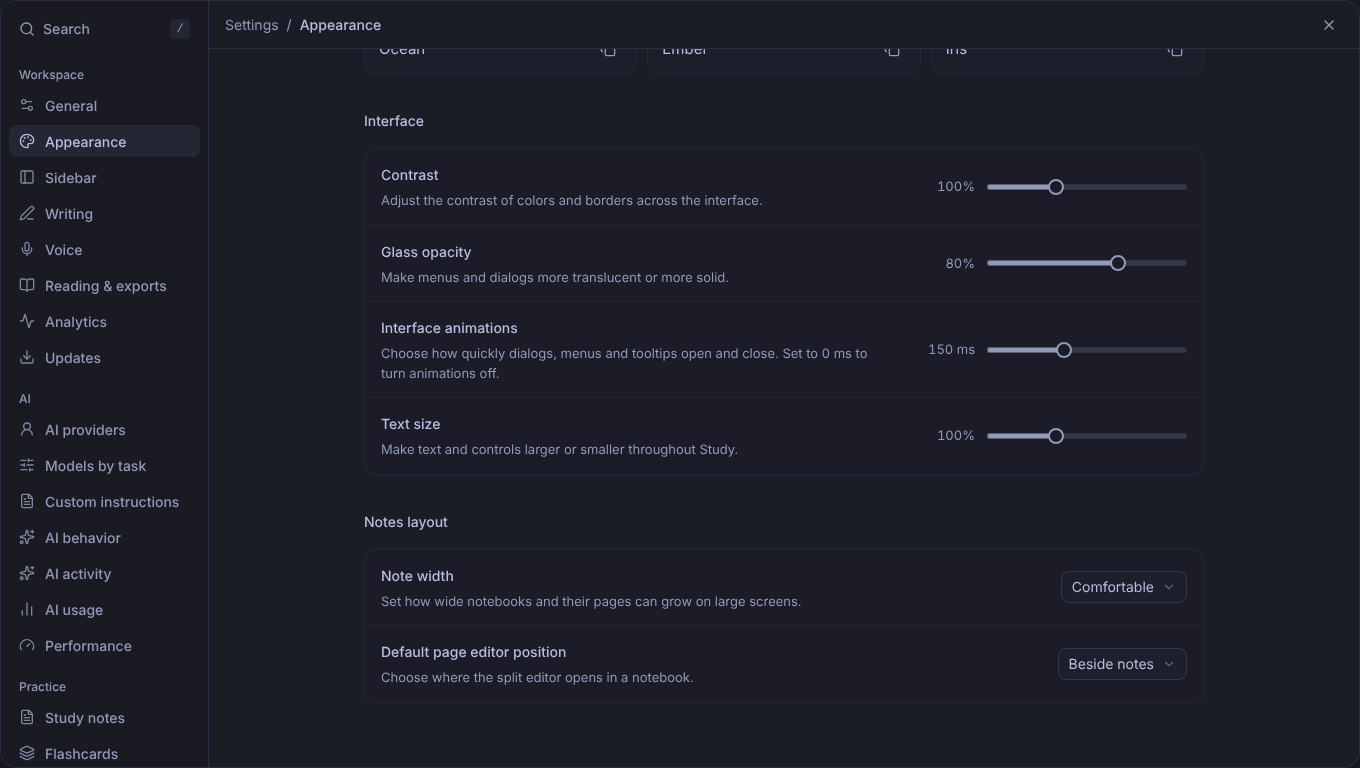 Search
/
Workspace
General
Appearance
Sidebar
Writing
Voice
Reading & exports
Analytics
Updates
AI
AI providers
Models by task
Custom instructions
AI behavior
AI activity
AI usage
Performance
Practice
Study notes
Flashcards
Settings / Appearance
Ocean
Ember
Iris
Interface
Contrast
Adjust the contrast of colors and borders across the interface.
100%
Glass opacity
Make menus and dialogs more translucent or more solid.
80%
Interface animations
Choose how quickly dialogs, menus and tooltips open and close. Set to 0 ms to
turn animations off.
150 ms
Text size
Make text and controls larger or smaller throughout Study.
100%
Notes layout
Note width
Set how wide notebooks and their pages can grow on large screens.
Comfortable
Default page editor position
Choose where the split editor opens in a notebook.
Beside notes